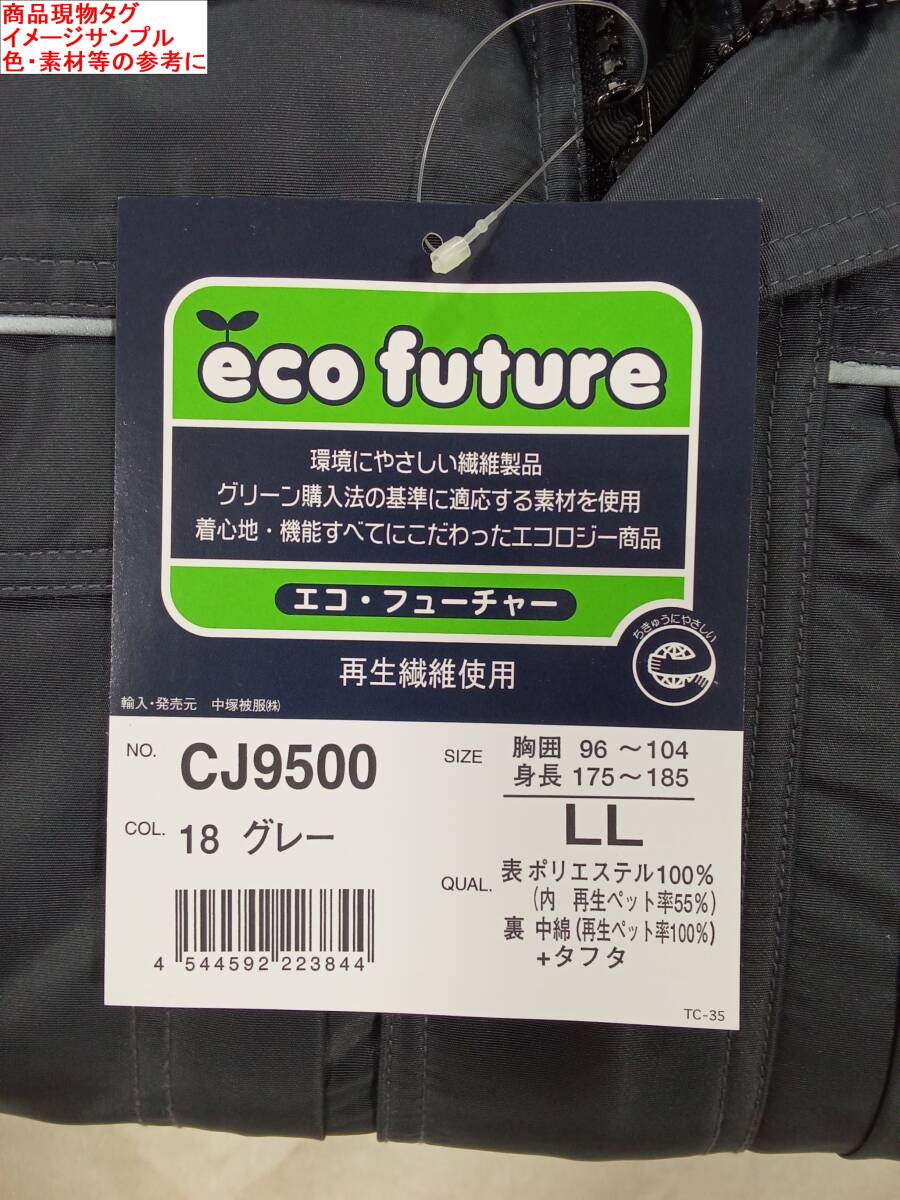 商品現物タグ
イメージサンプル
色・素材等の参考に
eco future
環境にやさしい繊維製品
グリーン購入法の基準に適応する素材を使用
着心地・機能すべてにこだわったエコロジー商品
エコ・フューチャー
ちきゅうにやさしい
再生繊維使用
輸入・発売元 中塚被服㈱
NO. CJ9500
COL. 18 グレー
4 544592 223844
SIZE 胸囲 96 ～104
身長 175～185
LL
QUAL. 表 ポリエステル100%
(内 再生ペット率55%)
裏 中綿 (再生ペット率100%)
+タフタ
TC-35